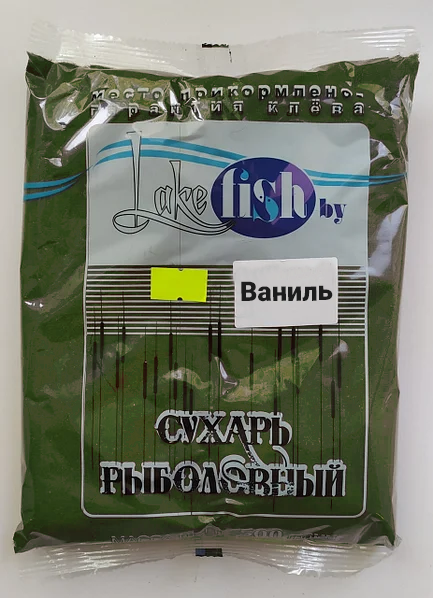 место прикормлено-
гарантия клёва
Lake fish by
Ваниль
СУХАРЬ
РЫБОЛОВНЫЙ